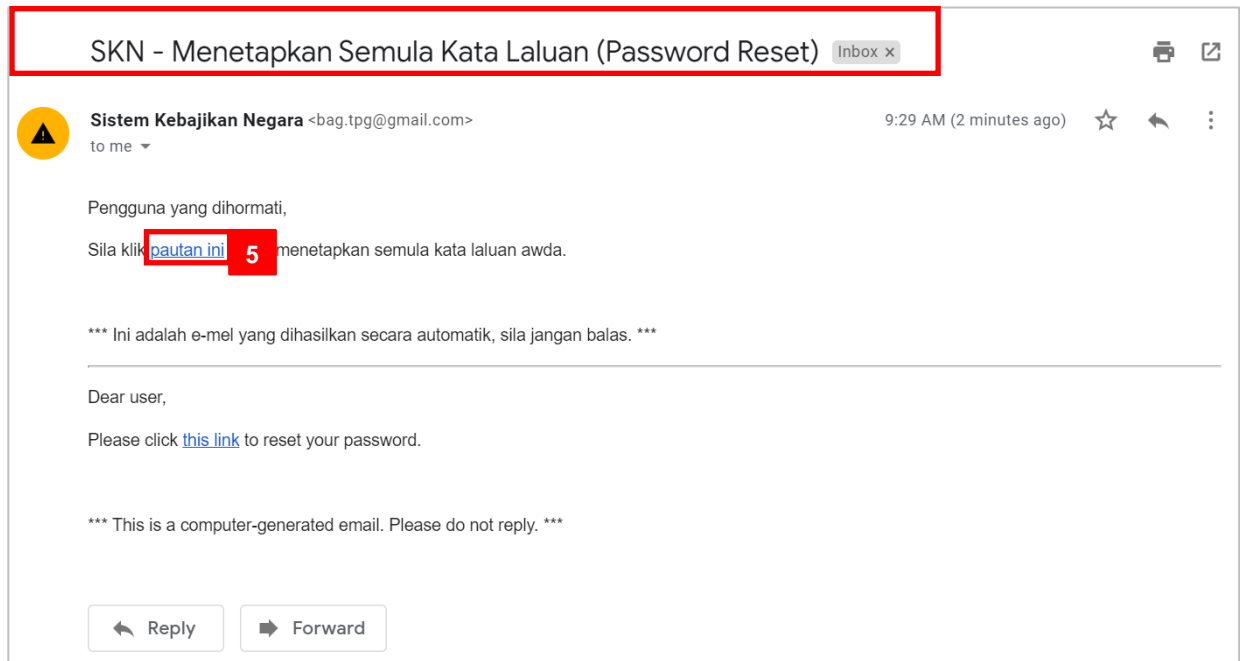 SKN - Menetapkan Semula Kata Laluan (Password Reset) Inbox ×
Sistem Kebajikan Negara <bag.tpg@gmail.com> 9:29 AM (2 minutes ago)
to me
Pengguna yang dihormati,
Sila klik pautan ini 5 menetapkan semula kata laluan awda.
*** Ini adalah e-mel yang dihasilkan secara automatik, sila jangan balas. ***
Dear user,
Please click this link to reset your password.
*** This is a computer-generated email. Please do not reply. ***
Reply Forward